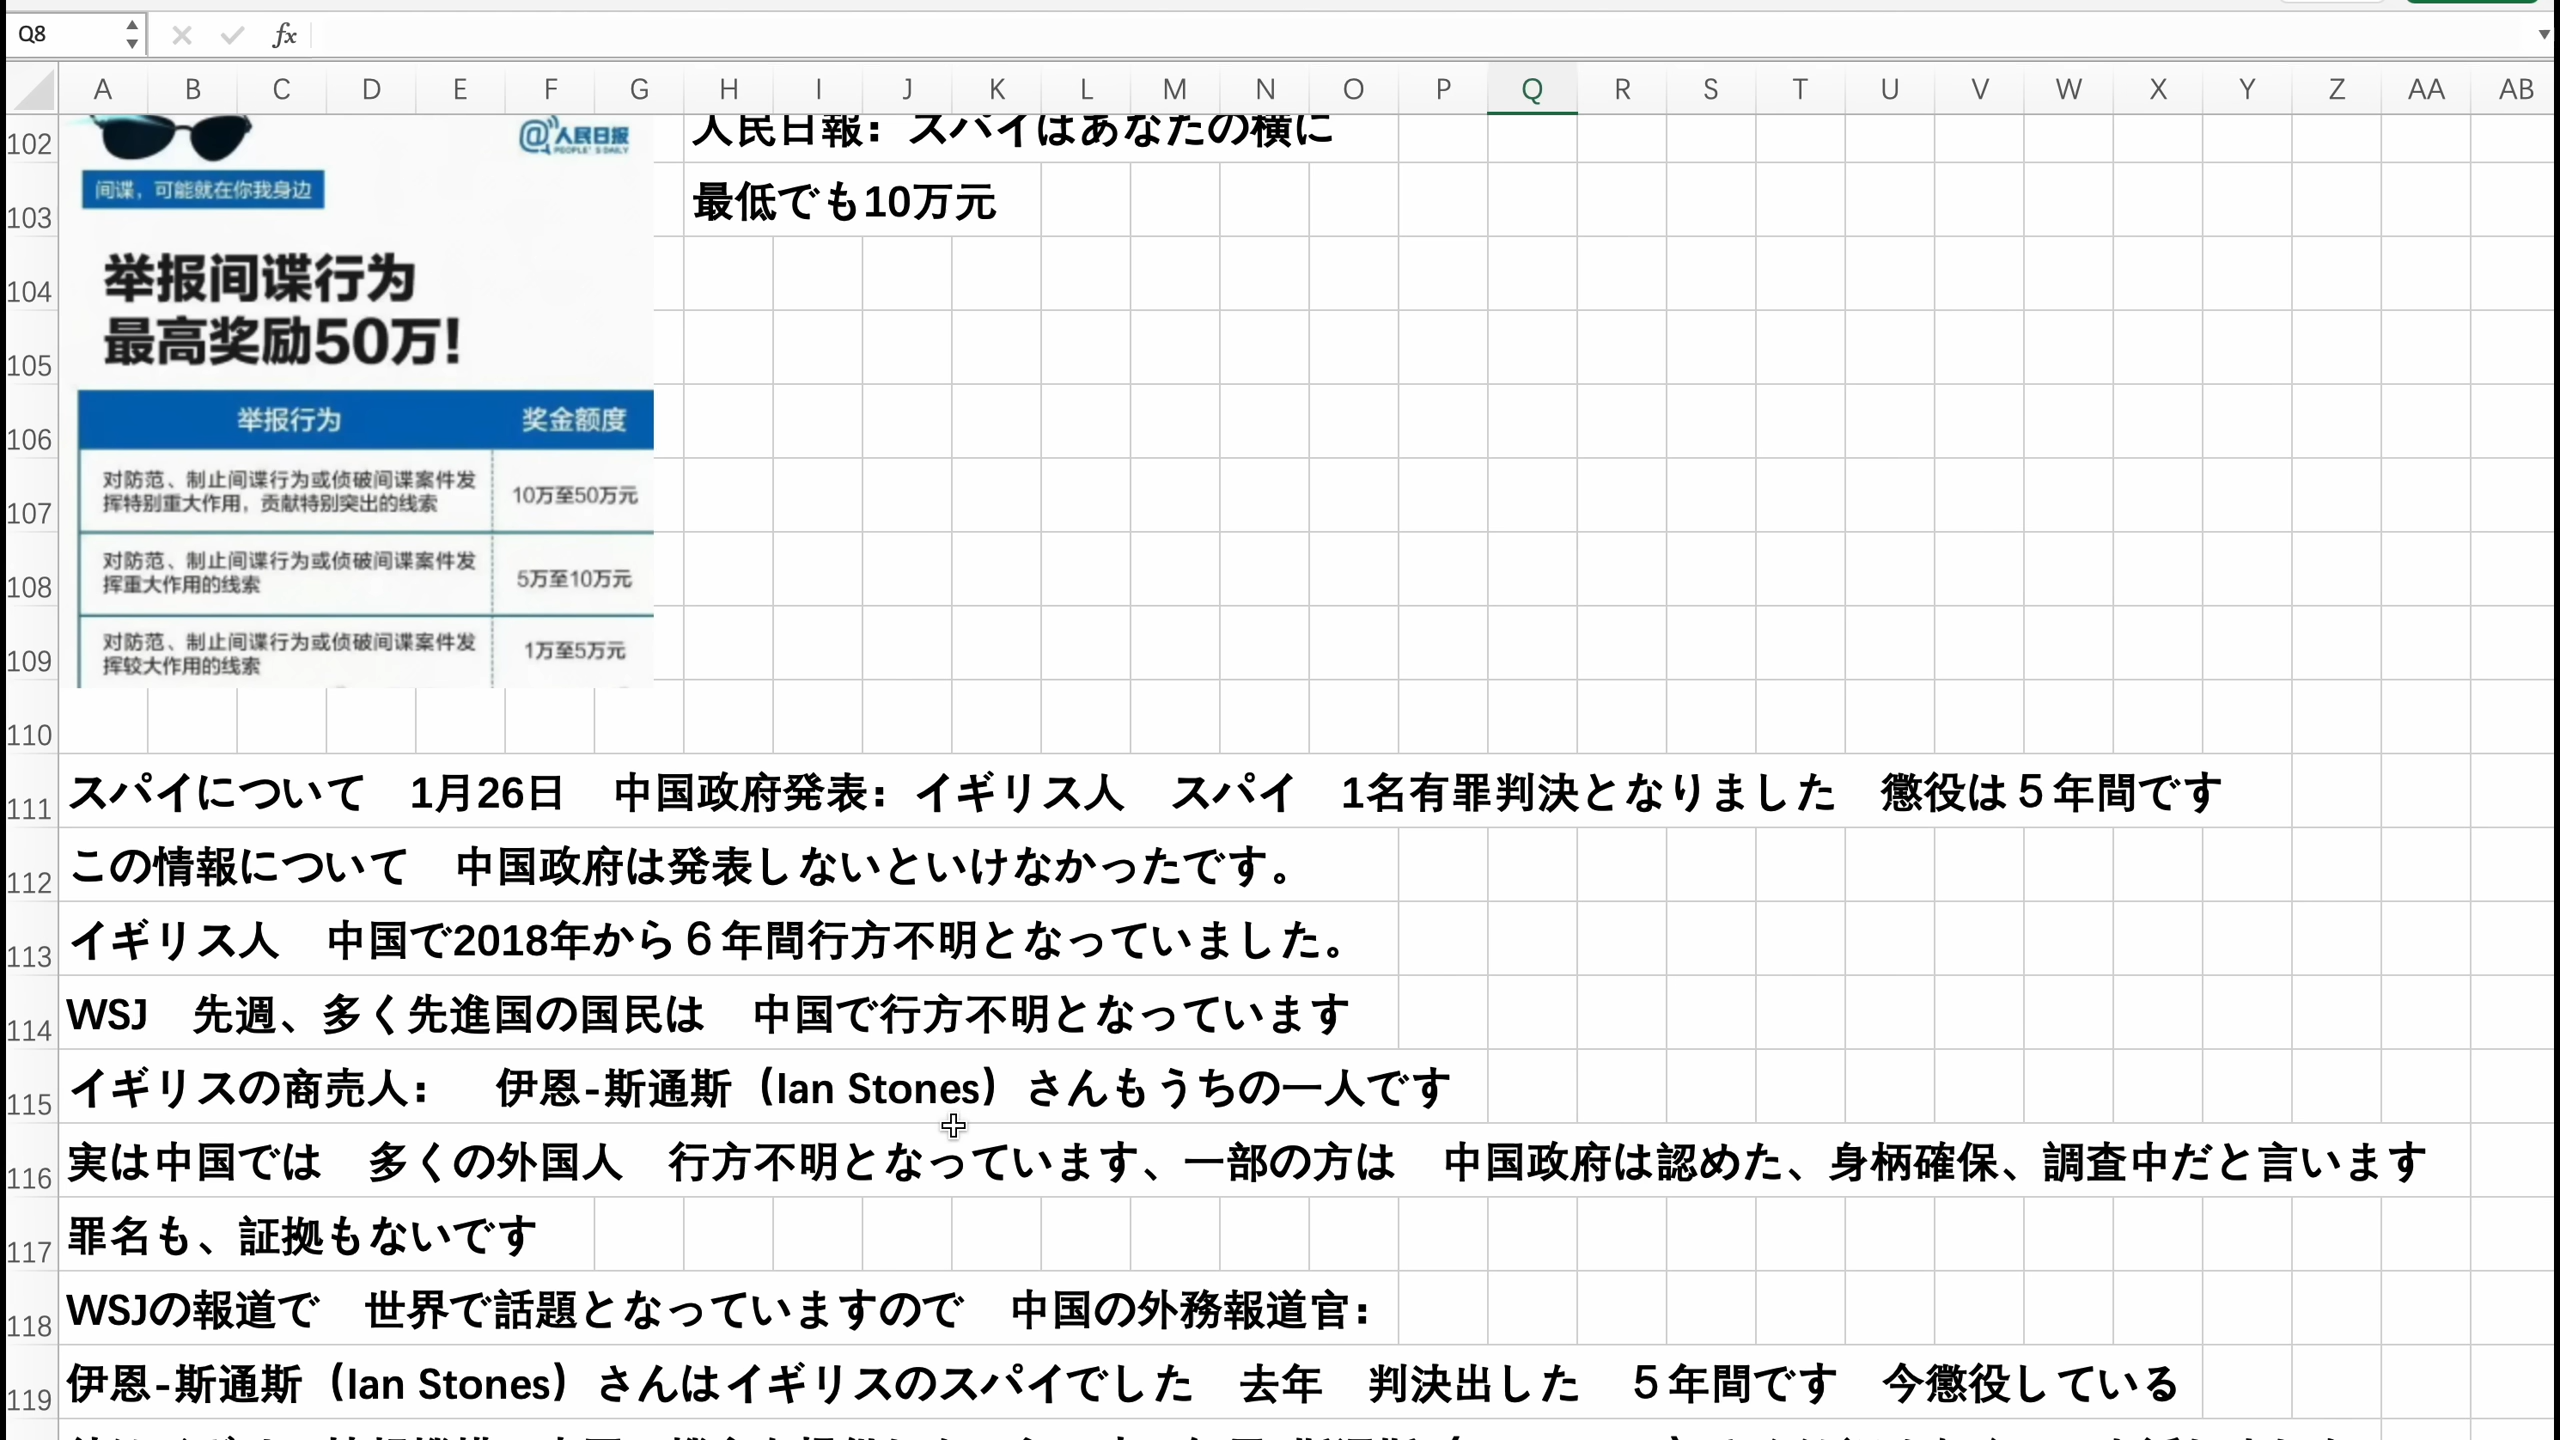 Q8
fx
A B C D E F G H I J K L M N O P Q R S T U V W X Y Z AA AB
102
@人民日报
PEOPLE'S DAILY
人民日報：スパイはあなたの横に
间谍，可能就在你我身边
103
最低でも10万元
104
举报间谍行为
105
最高奖励50万！
106
举报行为 奖金额度
107
对防范、制止间谍行为或侦破间谍案件发
挥特别重大作用，贡献特别突出的线索
10万至50万元
108
对防范、制止间谍行为或侦破间谍案件发
挥重大作用的线索
5万至10万元
109
对防范、制止间谍行为或侦破间谍案件发
挥较大作用的线索
1万至5万元
110
111 スパイについて　1月26日　中国政府発表：イギリス人　スパイ　1名有罪判決となりました　懲役は５年間です
112 この情報について　中国政府は発表しないといけなかったです。
113 イギリス人　中国で2018年から６年間行方不明となっていました。
114 WSJ　先週、多く先進国の国民は　中国で行方不明となっています
115 イギリスの商売人：　伊恩-斯通斯（Ian Stones）さんもうちの一人です
116 実は中国では　多くの外国人　行方不明となっています、一部の方は　中国政府は認めた、身柄確保、調査中だと言います
117 罪名も、証拠もないです
118 WSJの報道で　世界で話題となっていますので　中国の外務報道官：
119 伊恩-斯通斯（Ian Stones）さんはイギリスのスパイでした　去年　判決出した　５年間です　今懲役している